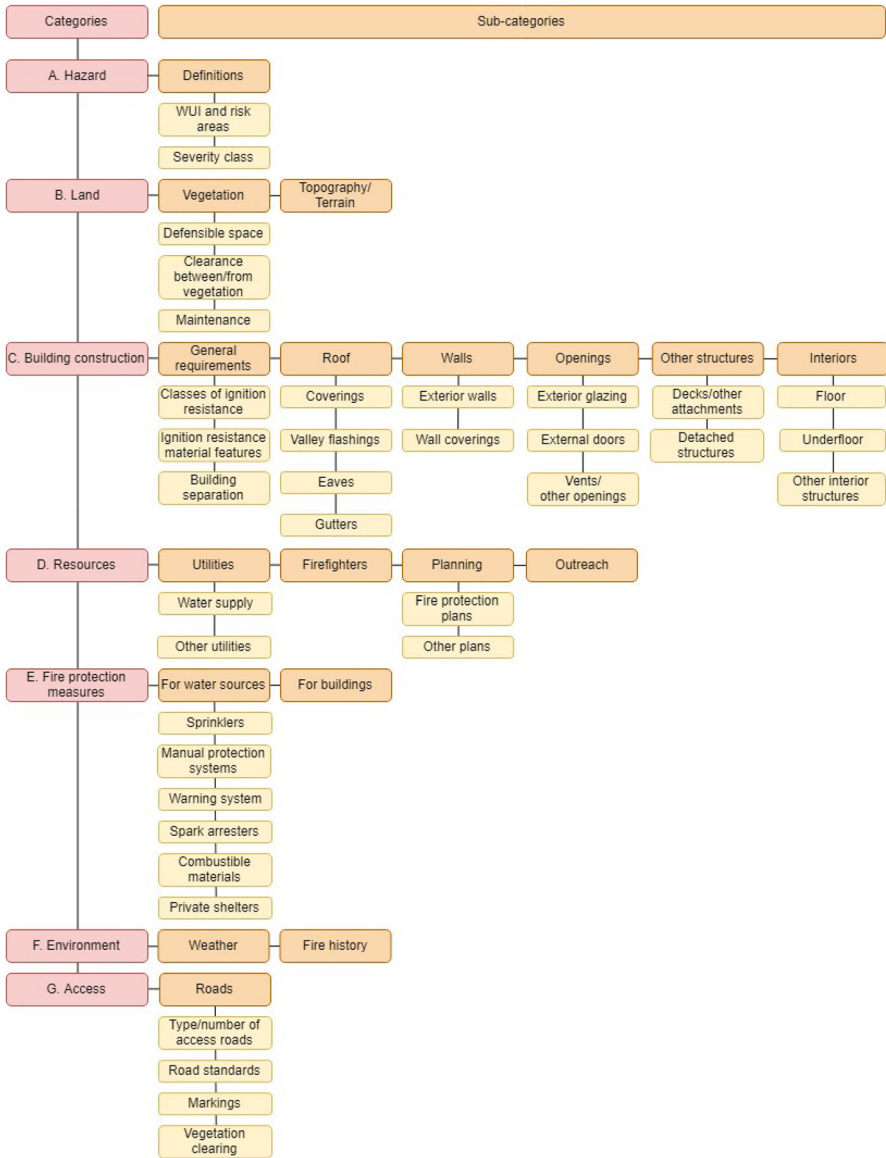 Categories
Sub-categories
A. Hazard
Definitions
WUI and risk
areas
Severity class
B. Land
Vegetation
Topography/
Terrain
Defensible space
Clearance
between/from
vegetation
Maintenance
C. Building construction
General
requirements
Roof
Walls
Openings
Other structures
Interiors
Classes of ignition
resistance
Coverings
Exterior walls
Exterior glazing
Decks/other
attachments
Floor
Ignition resistance
material features
Valley flashings
Wall coverings
External doors
Detached
structures
Underfloor
Building
separation
Eaves
Vents/
other openings
Other interior
structures
Gutters
D. Resources
Utilities
Firefighters
Planning
Outreach
Water supply
Fire protection
plans
Other utilities
Other plans
E. Fire protection
measures
For water sources
For buildings
Sprinklers
Manual protection
systems
Warning system
Spark arresters
Combustible
materials
Private shelters
F. Environment
Weather
Fire history
G. Access
Roads
Type/number of
access roads
Road standards
Markings
Vegetation
clearing